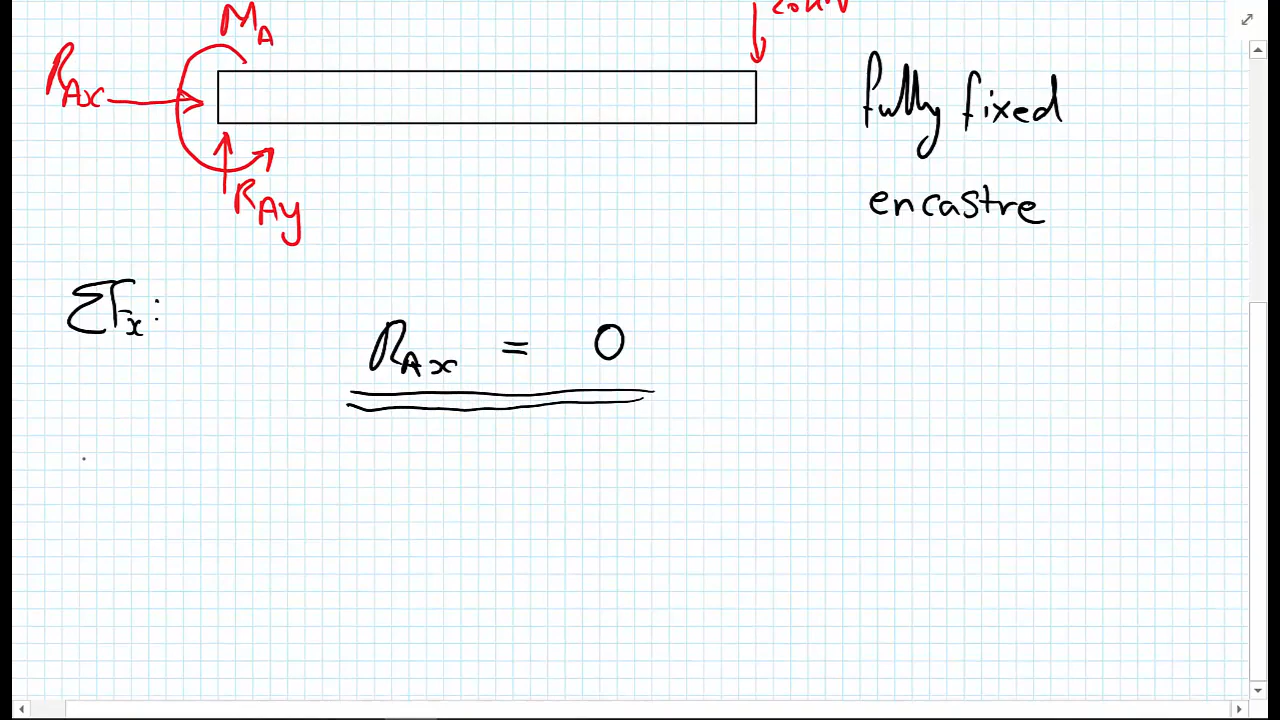 M_A
R_Ax
R_Ay
fully fixed
encastre
ΣF_x:
R_Ax = 0